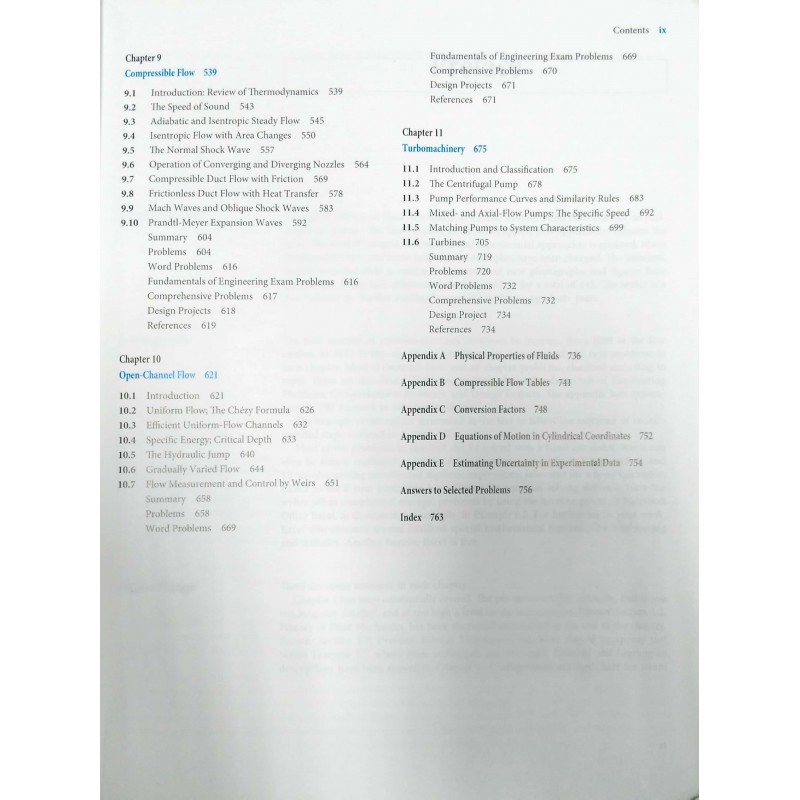 Contents ix
Chapter 9
Compressible Flow 539
9.1 Introduction: Review of Thermodynamics 539
9.2 The Speed of Sound 543
9.3 Adiabatic and Isentropic Steady Flow 545
9.4 Isentropic Flow with Area Changes 550
9.5 The Normal Shock Wave 557
9.6 Operation of Converging and Diverging Nozzles 564
9.7 Compressible Duct Flow with Friction 569
9.8 Frictionless Duct Flow with Heat Transfer 578
9.9 Mach Waves and Oblique Shock Waves 583
9.10 Prandtl-Meyer Expansion Waves 592
Summary 604
Problems 604
Word Problems 616
Fundamentals of Engineering Exam Problems 616
Comprehensive Problems 617
Design Projects 618
References 619
Chapter 10
Open-Channel Flow 621
10.1 Introduction 621
10.2 Uniform Flow; The Chézy Formula 626
10.3 Efficient Uniform-Flow Channels 632
10.4 Specific Energy; Critical Depth 633
10.5 The Hydraulic Jump 640
10.6 Gradually Varied Flow 644
10.7 Flow Measurement and Control by Weirs 651
Summary 658
Problems 658
Word Problems 669
Fundamentals of Engineering Exam Problems 669
Comprehensive Problems 670
Design Projects 671
References 671
Chapter 11
Turbomachinery 675
11.1 Introduction and Classification 675
11.2 The Centrifugal Pump 678
11.3 Pump Performance Curves and Similarity Rules 683
11.4 Mixed- and Axial-Flow Pumps: The Specific Speed 692
11.5 Matching Pumps to System Characteristics 699
11.6 Turbines 705
Summary 719
Problems 720
Word Problems 732
Comprehensive Problems 732
Design Project 734
References 734
Appendix A Physical Properties of Fluids 736
Appendix B Compressible Flow Tables 741
Appendix C Conversion Factors 748
Appendix D Equations of Motion in Cylindrical Coordinates 752
Appendix E Estimating Uncertainty in Experimental Data 754
Answers to Selected Problems 756
Index 763